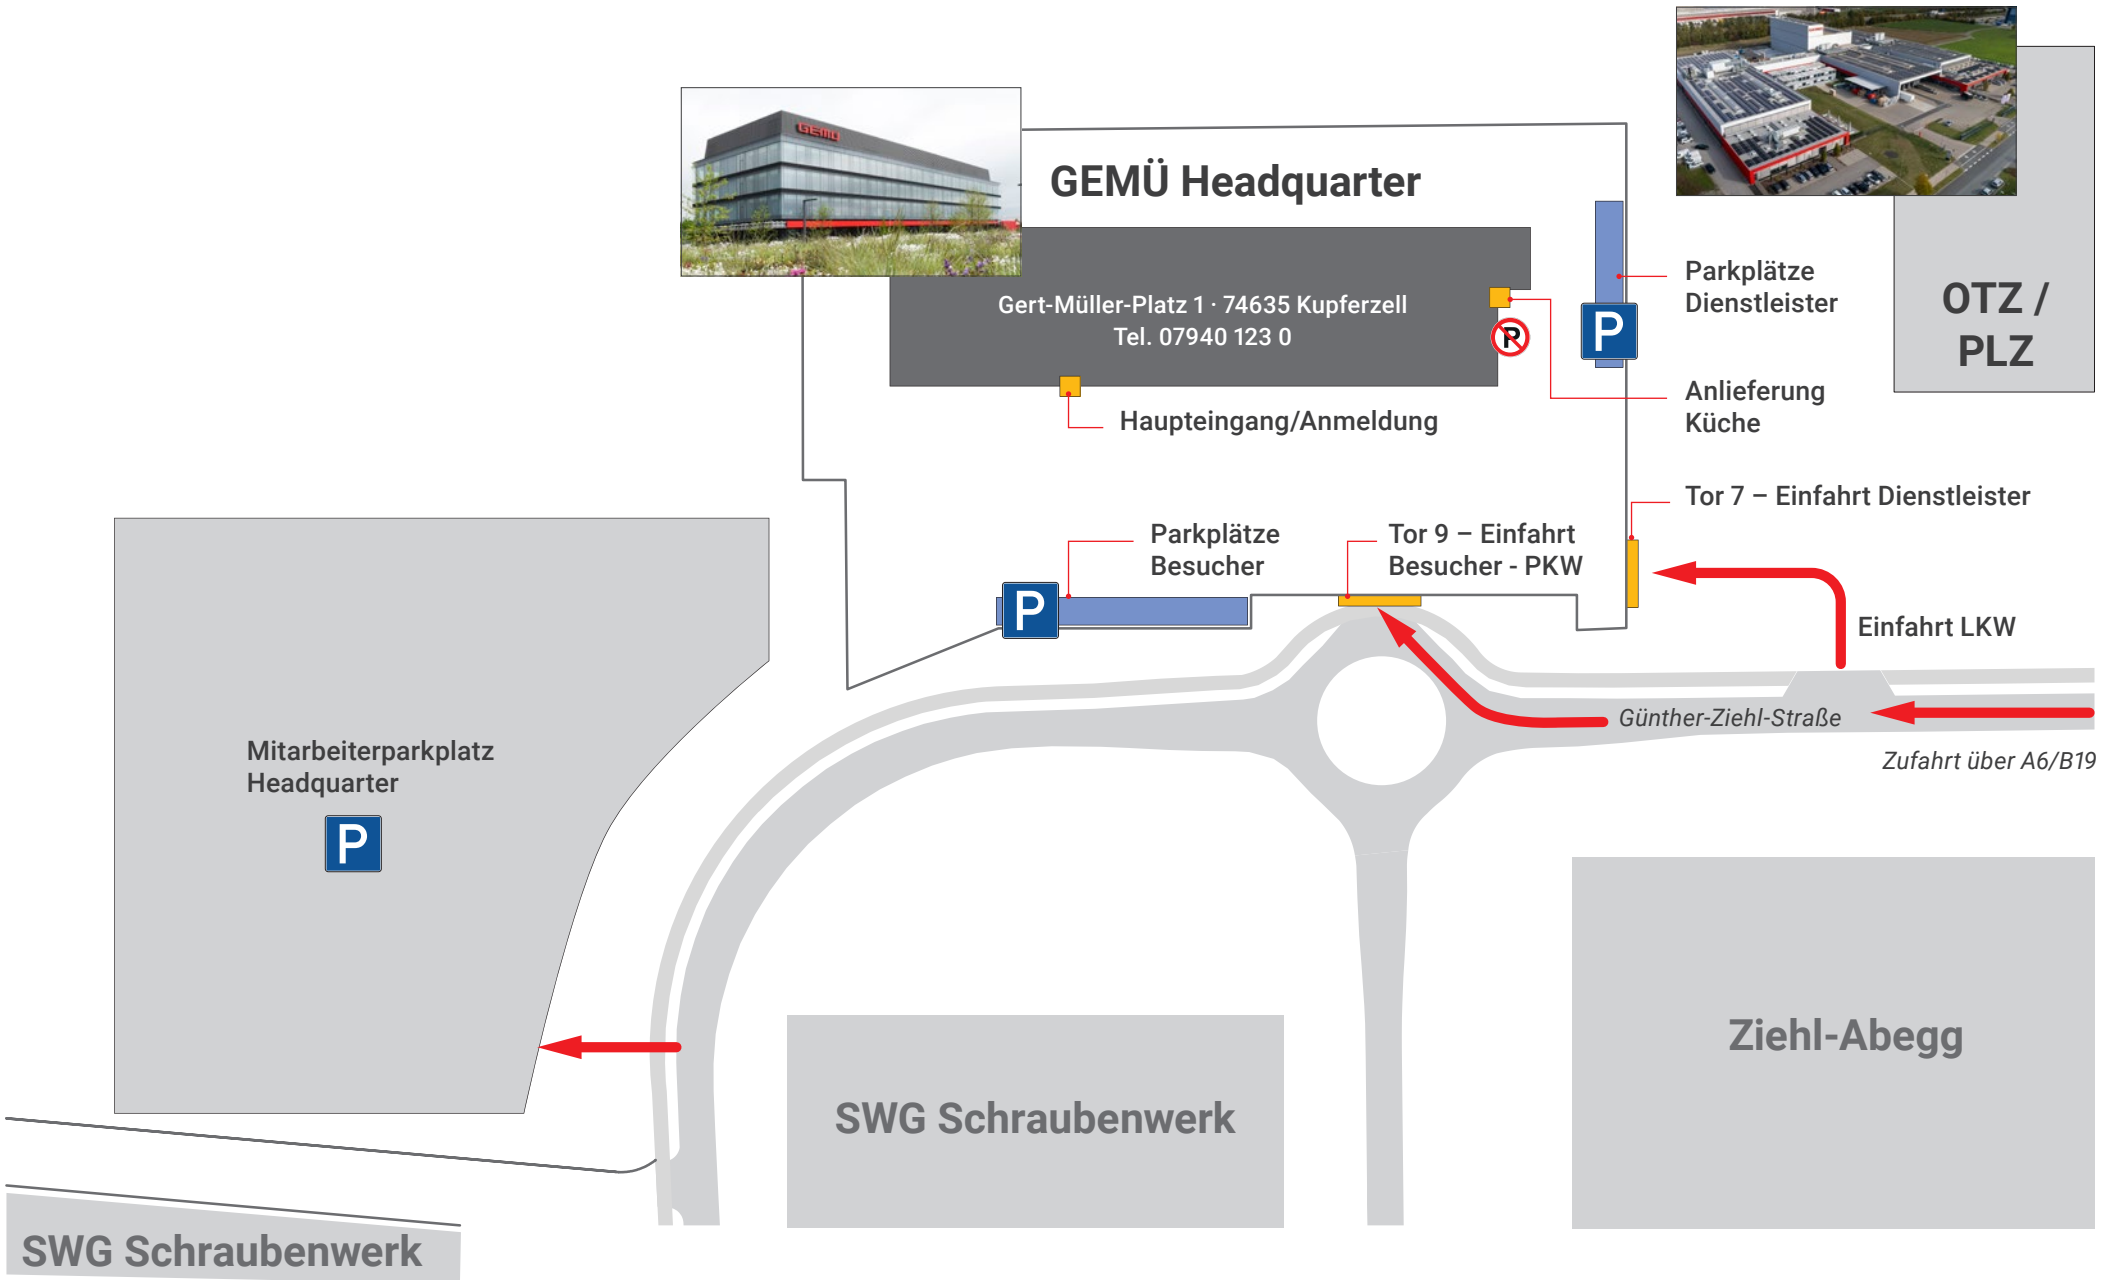 GEMÜ
GEMÜ Headquarter
Gert-Müller-Platz 1 · 74635 Kupferzell
Tel. 07940 123 0
P
P
Parkplätze
Dienstleister
OTZ /
PLZ
Anlieferung
Küche
Haupteingang/Anmeldung
Tor 7 – Einfahrt Dienstleister
Parkplätze
Besucher
P
Tor 9 – Einfahrt
Besucher - PKW
Einfahrt LKW
Günther-Ziehl-Straße
Zufahrt über A6/B19
Mitarbeiterparkplatz
Headquarter
P
Ziehl-Abegg
SWG Schraubenwerk
SWG Schraubenwerk